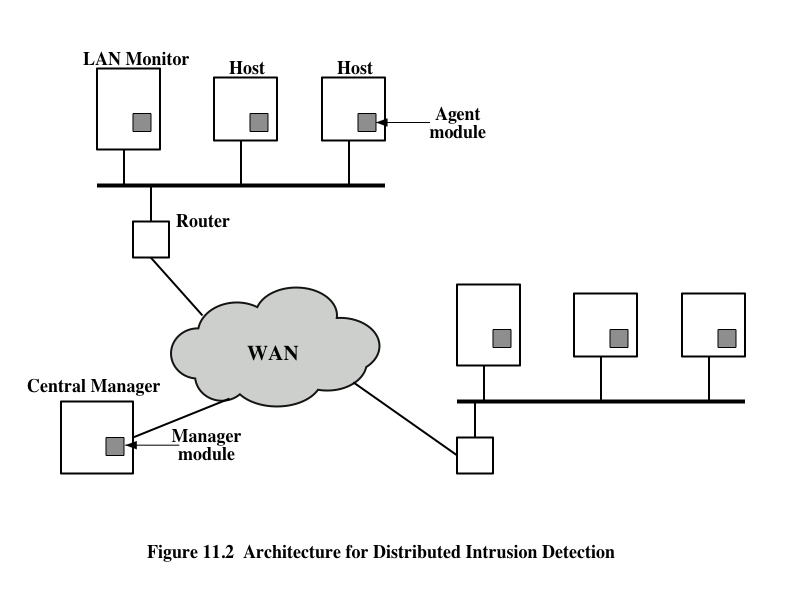 LAN Monitor
Host
Host
Agent
module
Router
WAN
Central Manager
Manager
module
Figure 11.2 Architecture for Distributed Intrusion Detection